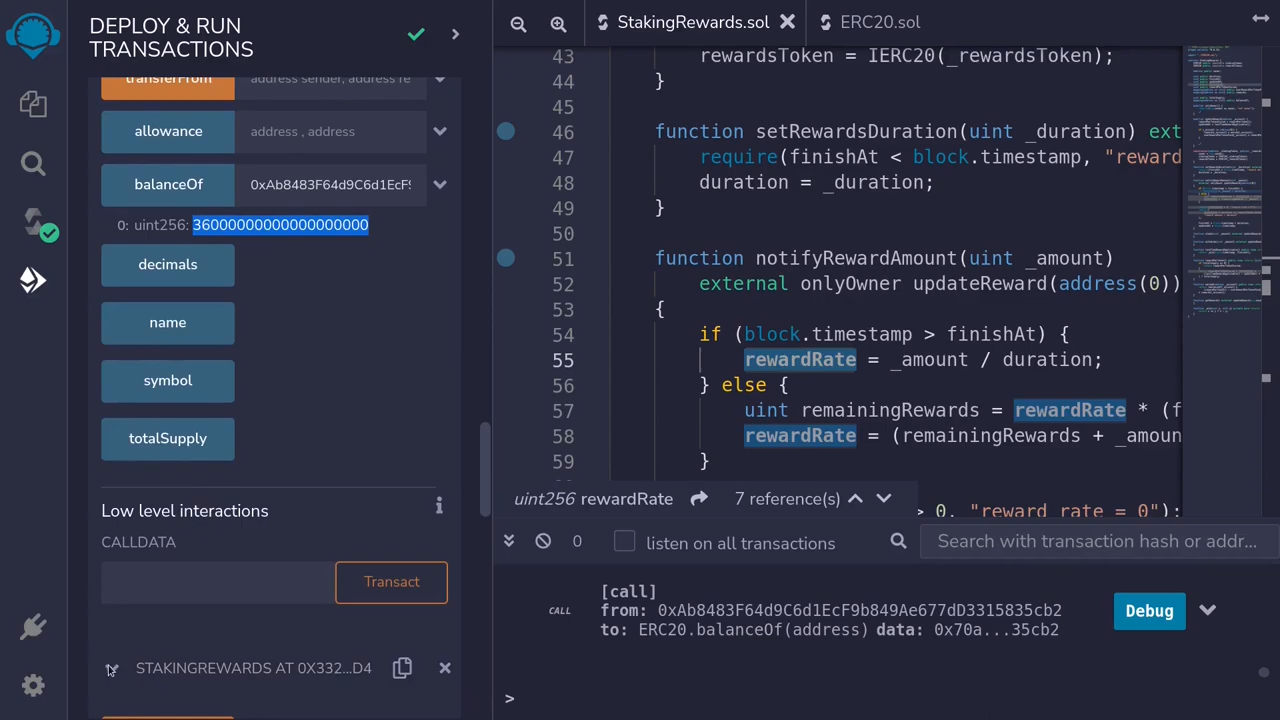 DEPLOY & RUN
TRANSACTIONS
transferFrom
address sender, address re
allowance
address , address
balanceOf
0xAb8483F64d9C6d1EcF9
0: uint256: 36000000000000000000
decimals
name
symbol
totalSupply
Low level interactions
CALLDATA
Transact
STAKINGREWARDS AT 0X332...D4
StakingRewards.sol
ERC20.sol
43 rewardsToken = IERC20(_rewardsToken);
44 }
45
46 function setRewardsDuration(uint _duration) ext
47 require(finishAt < block.timestamp, "reward
48 duration = _duration;
49 }
50
51 function notifyRewardAmount(uint _amount)
52 external onlyOwner updateReward(address(0))
53 {
54 if (block.timestamp > finishAt) {
55 rewardRate = _amount / duration;
56 } else {
57 uint remainingRewards = rewardRate * (f
58 rewardRate = (remainingRewards + _amoun
59 }
uint256 rewardRate 7 reference(s)
> 0, "reward rate = 0");
0 listen on all transactions
Search with transaction hash or addr...
[call]
CALL from: 0xAb8483F64d9C6d1EcF9b849Ae677dD3315835cb2
to: ERC20.balanceOf(address) data: 0x70a...35cb2
Debug
>